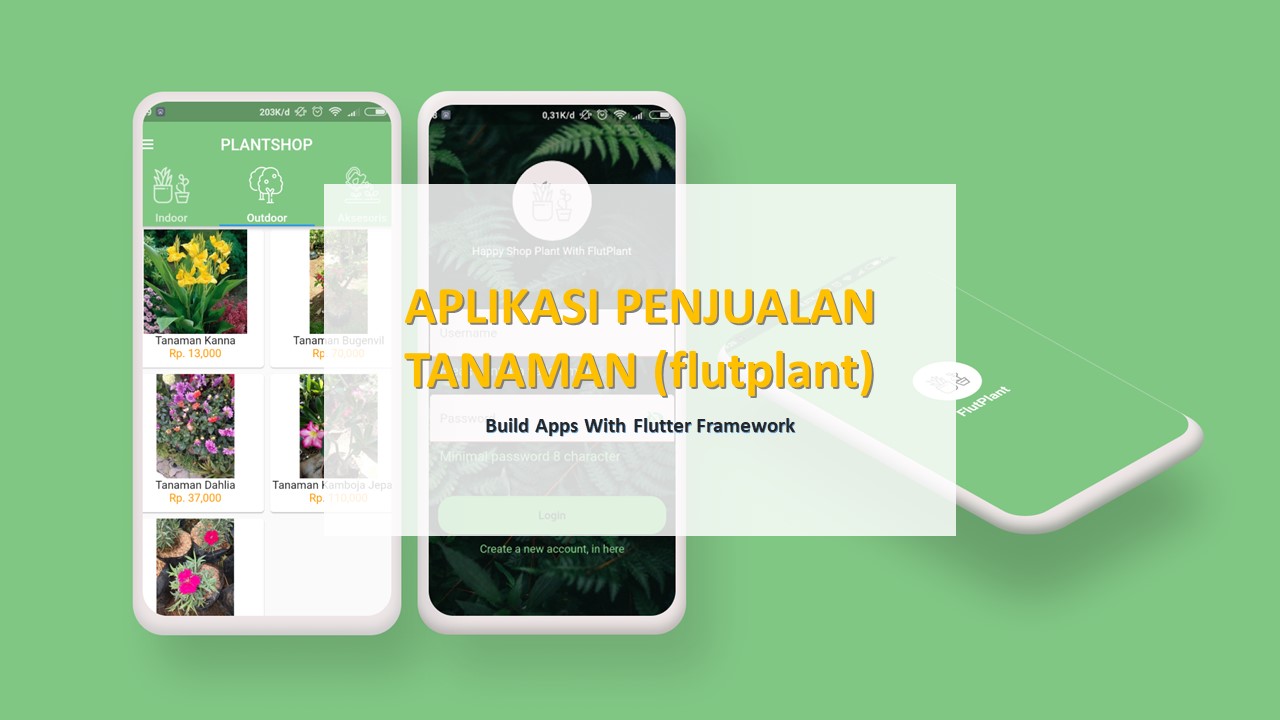 203K/d
PLANTSHOP
Indoor
Outdoor
Aksesoris
Tanaman Kanna
Rp. 13,000
Tanaman Bugenvil
Rp. 20,000
Tanaman Dahlia
Rp. 37,000
Tanaman Kamboja Jepa
Rp. 110,000
0,31K/d
Happy Shop Plant With FlutPlant
Username
Password
Minimal password 8 character
Login
Create a new account, in here
APLIKASI PENJUALAN
TANAMAN (flutplant)
Build Apps With Flutter Framework
FlutPlant